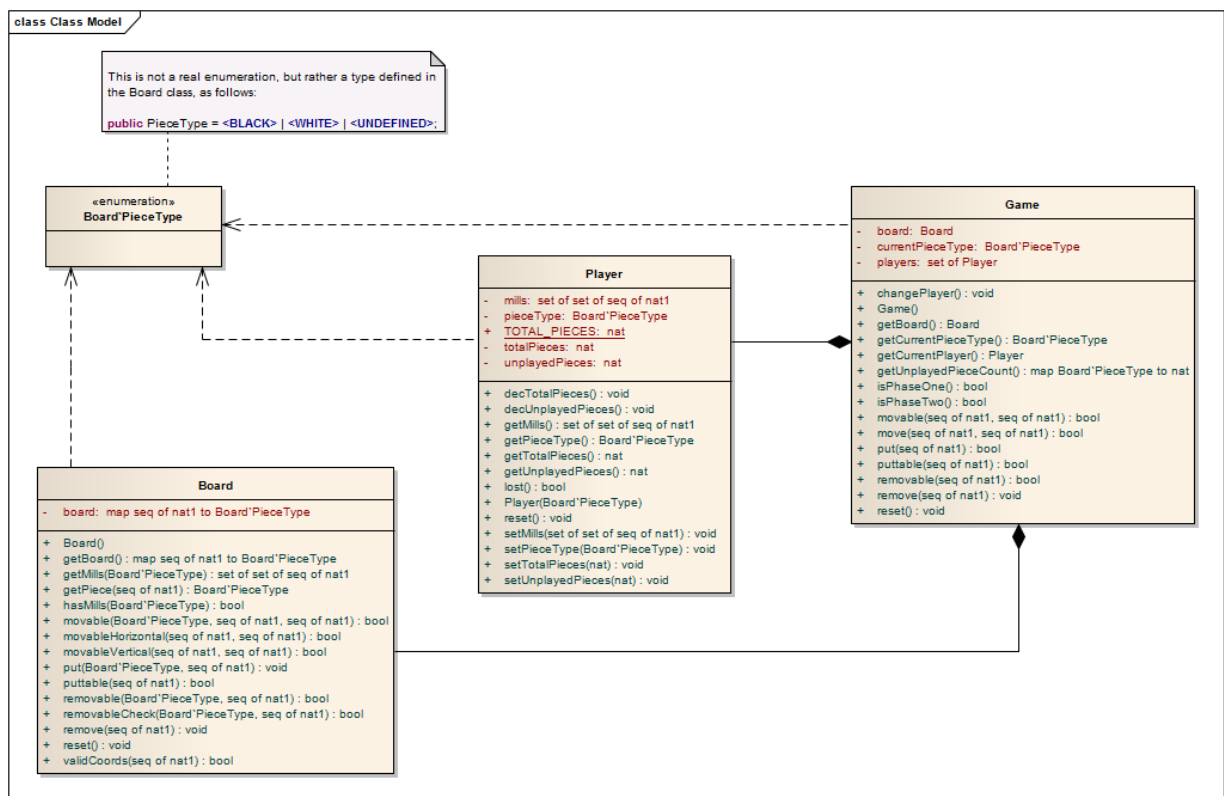 class Class Model
This is not a real enumeration, but rather a type defined in
the Board class, as follows:
public PieceType = <BLACK> | <WHITE> | <UNDEFINED>;
«enumeration»
Board`PieceType
Game
- board: Board
- currentPieceType: Board`PieceType
- players: set of Player
+ changePlayer() : void
+ Game()
+ getBoard() : Board
+ getCurrentPieceType() : Board`PieceType
+ getCurrentPlayer() : Player
+ getUnplayedPieceCount() : map Board`PieceType to nat
+ isPhaseOne() : bool
+ isPhaseTwo() : bool
+ movable(seq of nat1, seq of nat1) : bool
+ move(seq of nat1, seq of nat1) : bool
+ put(seq of nat1) : bool
+ puttable(seq of nat1) : bool
+ removable(seq of nat1) : bool
+ remove(seq of nat1) : void
+ reset() : void
Player
- mills: set of set of seq of nat1
- pieceType: Board`PieceType
+ TOTAL_PIECES: nat
- totalPieces: nat
- unplayedPieces: nat
+ decTotalPieces() : void
+ decUnplayedPieces() : void
+ getMills() : set of set of seq of nat1
+ getPieceType() : Board`PieceType
+ getTotalPieces() : nat
+ getUnplayedPieces() : nat
+ lost() : bool
+ Player(Board`PieceType)
+ reset() : void
+ setMills(set of set of seq of nat1) : void
+ setPieceType(Board`PieceType) : void
+ setTotalPieces(nat) : void
+ setUnplayedPieces(nat) : void
Board
- board: map seq of nat1 to Board`PieceType
+ Board()
+ getBoard() : map seq of nat1 to Board`PieceType
+ getMills(Board`PieceType) : set of set of seq of nat1
+ getPiece(seq of nat1) : Board`PieceType
+ hasMills(Board`PieceType) : bool
+ movable(Board`PieceType, seq of nat1, seq of nat1) : bool
+ movableHorizontal(seq of nat1, seq of nat1) : bool
+ movableVertical(seq of nat1, seq of nat1) : bool
+ put(Board`PieceType, seq of nat1) : void
+ puttable(seq of nat1) : bool
+ removable(Board`PieceType, seq of nat1) : bool
+ removableCheck(Board`PieceType, seq of nat1) : bool
+ remove(seq of nat1) : void
+ reset() : void
+ validCoords(seq of nat1) : bool